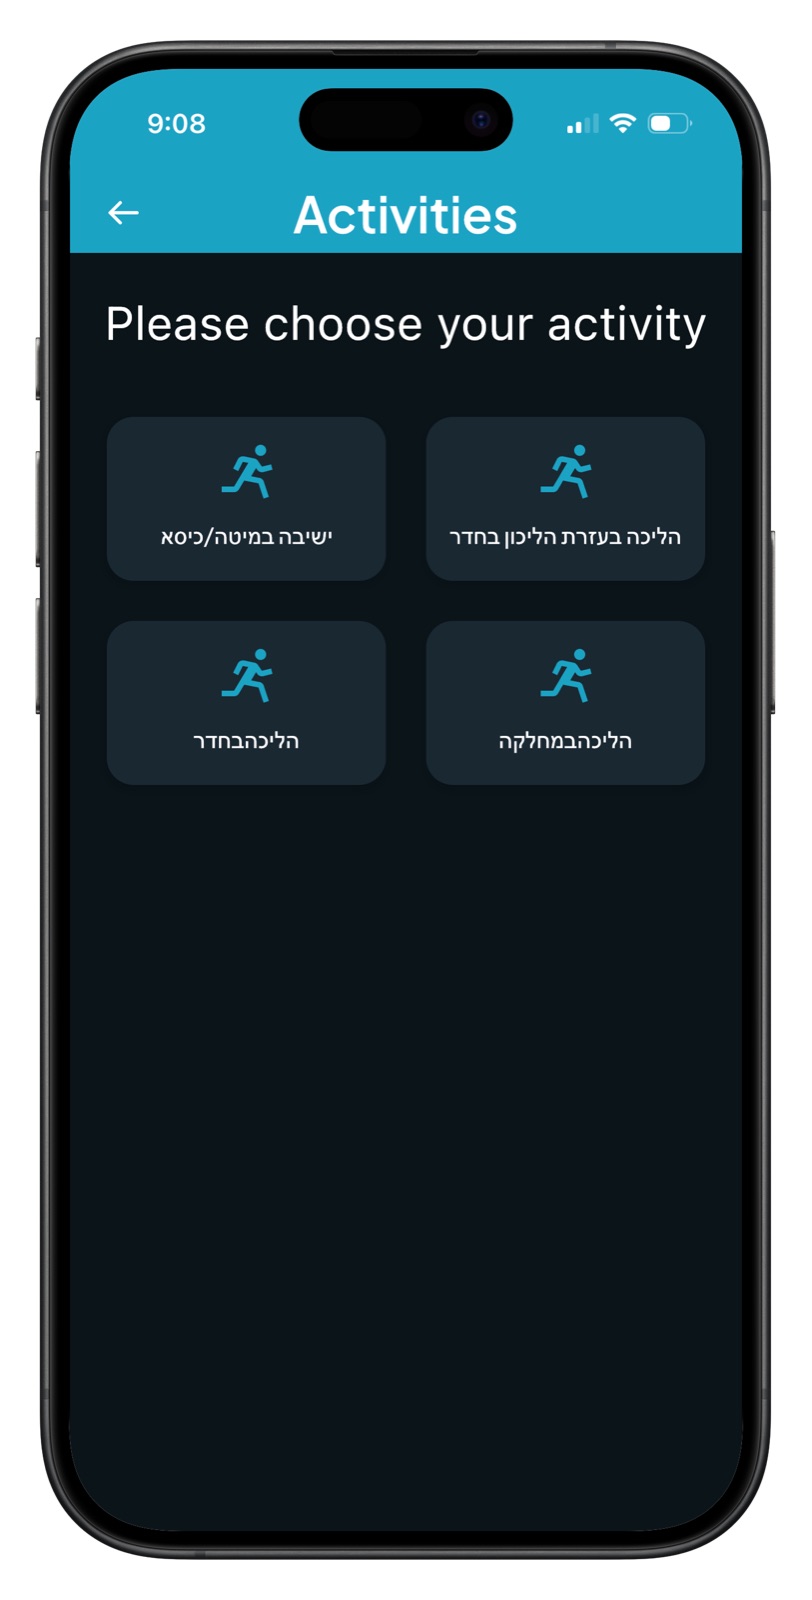 9:08
Activities
Please choose your activity
ישיבה במיטה/כיסא
הליכה בעזרת הליכון בחדר
הליכהבחדר
הליכהבמחלקה